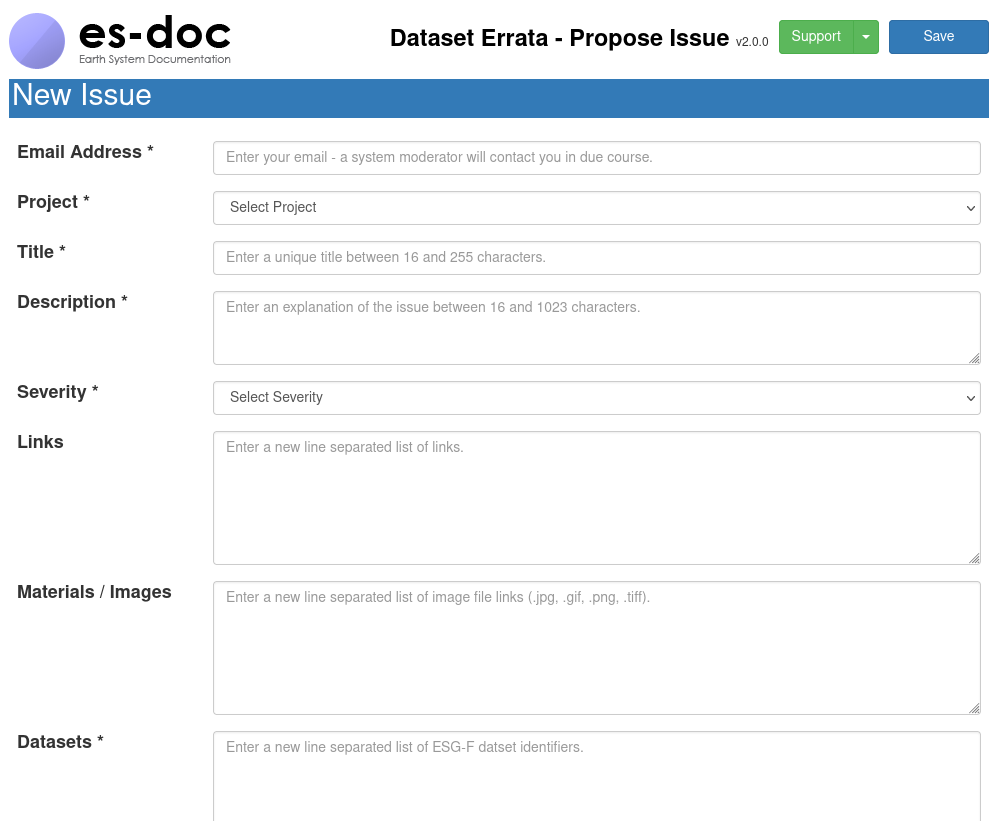 es-doc
Earth System Documentation
Dataset Errata - Propose Issue v2.0.0
Support
Save
New Issue
Email Address *
Enter your email - a system moderator will contact you in due course.
Project *
Select Project
Title *
Enter a unique title between 16 and 255 characters.
Description *
Enter an explanation of the issue between 16 and 1023 characters.
Severity *
Select Severity
Links
Enter a new line separated list of links.
Materials / Images
Enter a new line separated list of image file links (.jpg, .gif, .png, .tiff).
Datasets *
Enter a new line separated list of ESG-F datset identifiers.